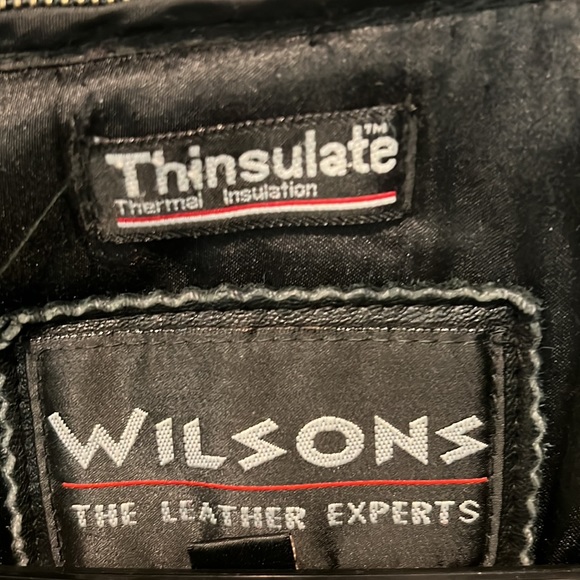 Thinsulate™
Thermal Insulation
WILSONS
THE LEATHER EXPERTS